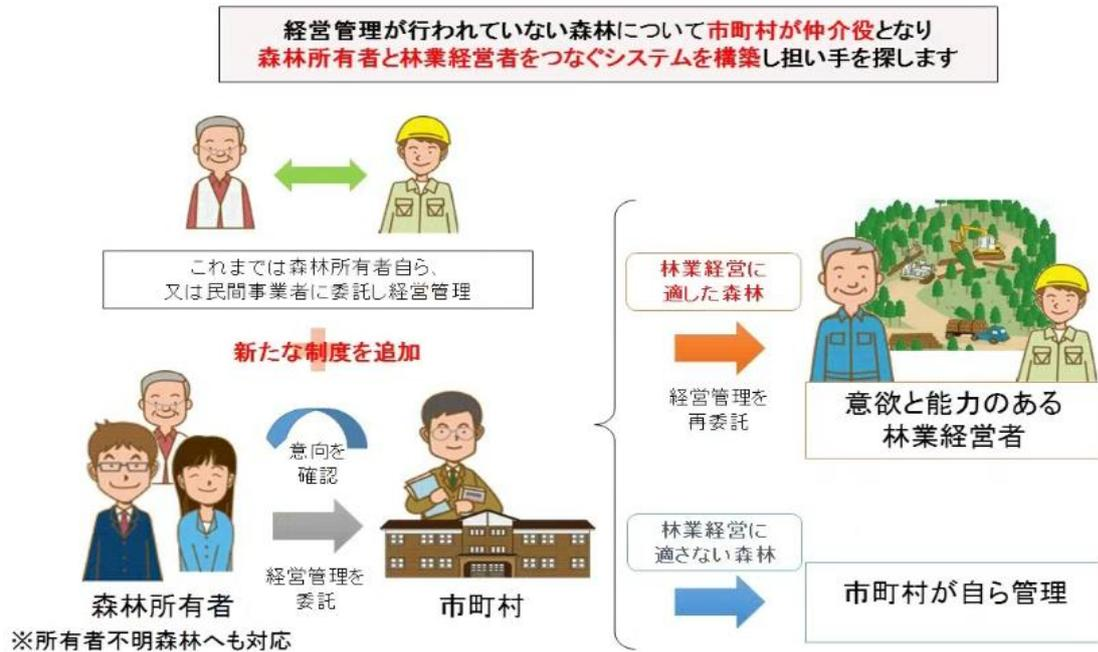 経営管理が行われていない森林について市町村が仲介役となり
森林所有者と林業経営者をつなぐシステムを構築し担い手を探します
これまでは森林所有者自ら、
又は民間事業者に委託し経営管理
新たな制度を追加
意向を
確認
経営管理を
委託
森林所有者
市町村
※所有者不明森林へも対応
林業経営に
適した森林
経営管理を
再委託
意欲と能力のある
林業経営者
林業経営に
適さない森林
市町村が自ら管理